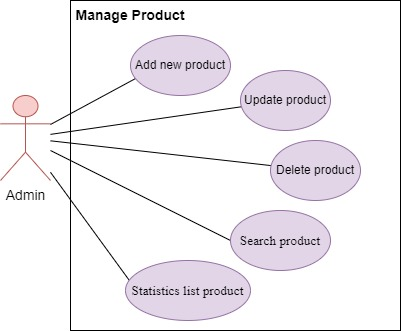 Manage Product
Add new product
Update product
Delete product
Admin
Search product
Statistics list product